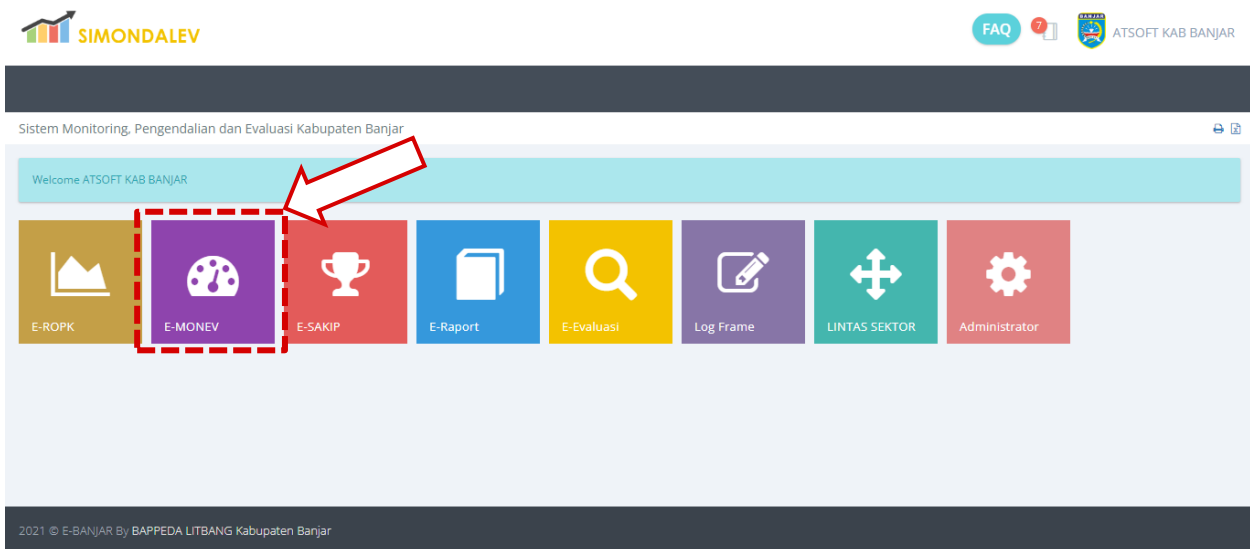 SIMONDALEV
FAQ
7
ATSOFT KAB BANJAR
Sistem Monitoring, Pengendalian dan Evaluasi Kabupaten Banjar
Welcome ATSOFT KAB BANJAR
E-ROPK
E-MONEV
E-SAKIP
E-Raport
E-Evaluasi
Log Frame
LINTAS SEKTOR
Administrator
2021 © E-BANJAR By BAPPEDA LITBANG Kabupaten Banjar